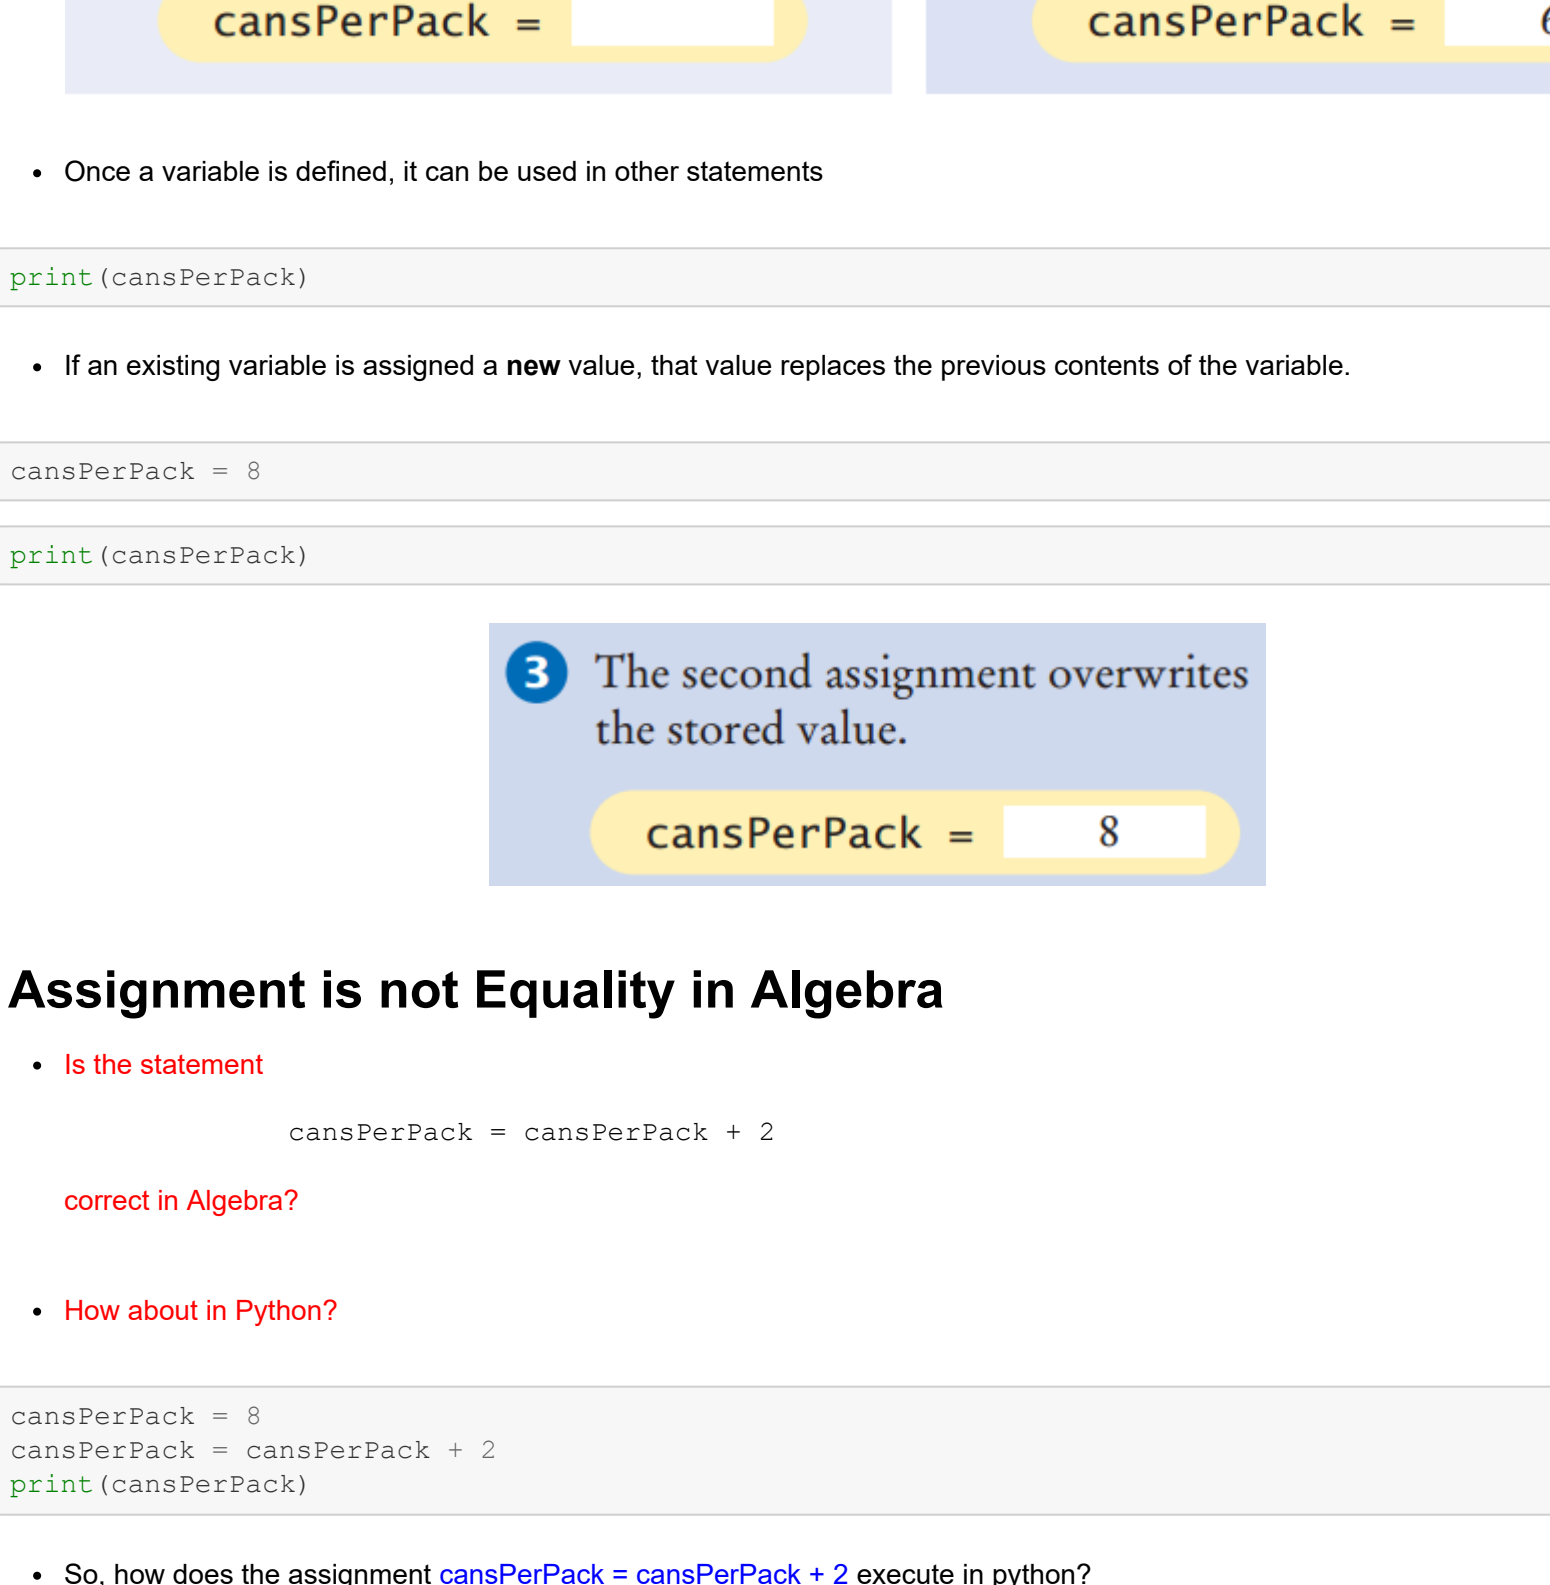 cansPerPack =
cansPerPack = 6
Once a variable is defined, it can be used in other statements
print(cansPerPack)
If an existing variable is assigned a new value, that value replaces the previous contents of the variable.
cansPerPack = 8
print(cansPerPack)
3 The second assignment overwrites
the stored value.
cansPerPack = 8
Assignment is not Equality in Algebra
Is the statement
cansPerPack = cansPerPack + 2
correct in Algebra?
How about in Python?
cansPerPack = 8
cansPerPack = cansPerPack + 2
print(cansPerPack)
So, how does the assignment cansPerPack = cansPerPack + 2 execute in python?